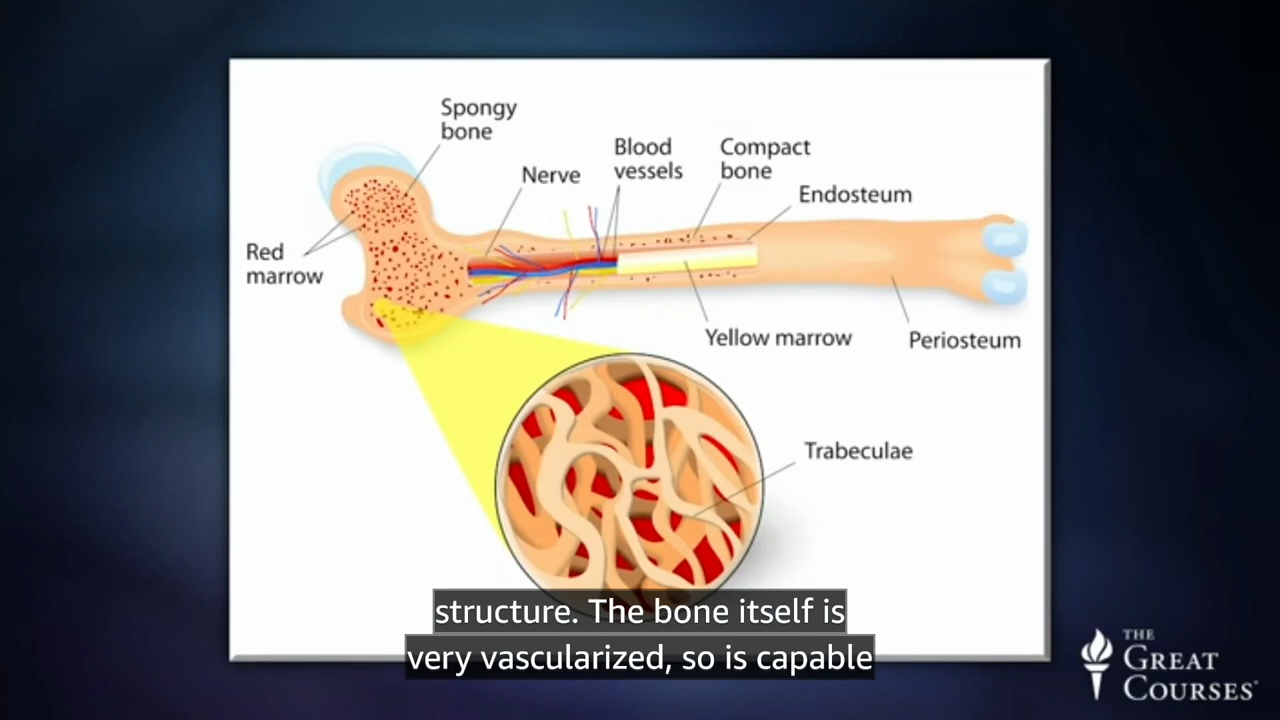 Spongy
bone
Blood
vessels
Compact
bone
Nerve
Endosteum
Red
marrow
Yellow marrow
Periosteum
Trabeculae
structure. The bone itself is
very vascularized, so is capable
THE
GREAT
COURSES®